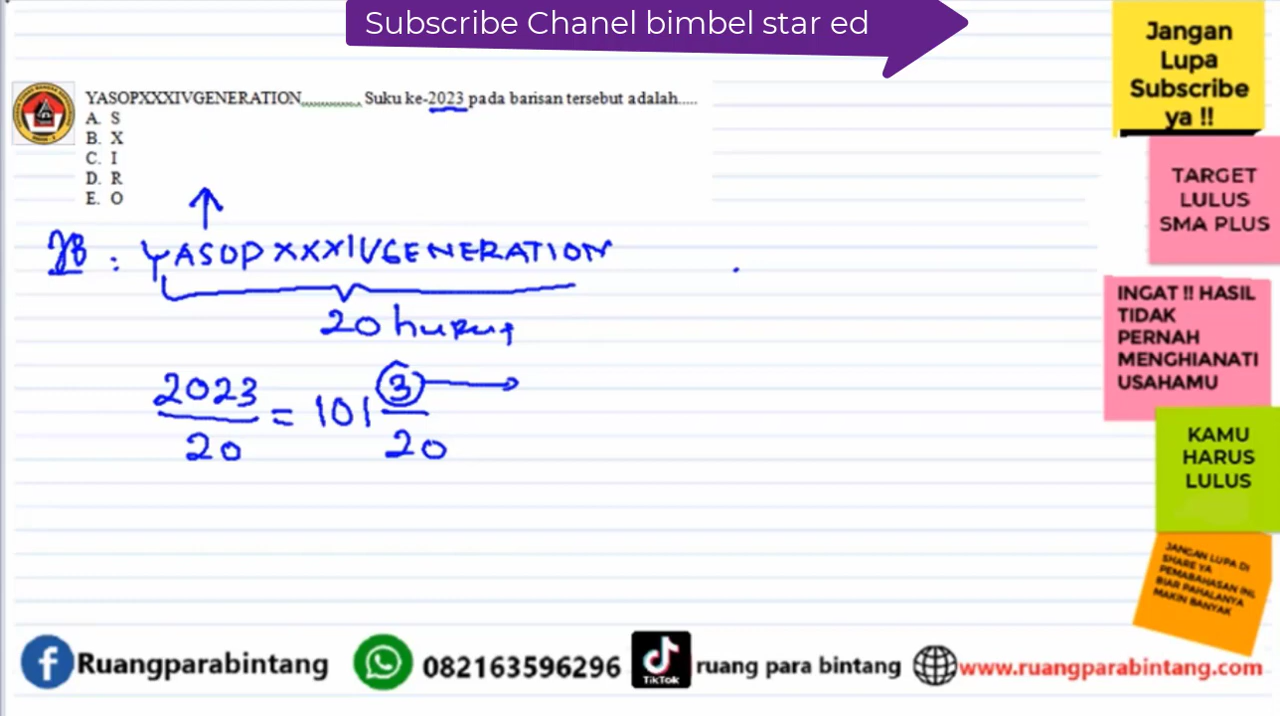 Subscribe Chanel bimbel star ed
Jangan
Lupa
Subscribe
ya !!
YASOPXXXIVGENERATION.............. Suku ke-2023 pada barisan tersebut adalah.....
A. S
B. X
C. I
D. R
E. O
TARGET
LULUS
SMA PLUS
JB : YASOPXXXIVGENERATION
20 huruf
2023/20 = 101 3/20
INGAT !! HASIL
TIDAK
PERNAH
MENGHIANATI
USAHAMU
KAMU
HARUS
LULUS
JANGAN LUPA DI
SHARE YA
PEMABAHASAN INI,
BIAR PAHALANYA
MAKIN BANYAK
Ruangparabintang
082163596296
TikTok
ruang para bintang
www.ruangparabintang.com